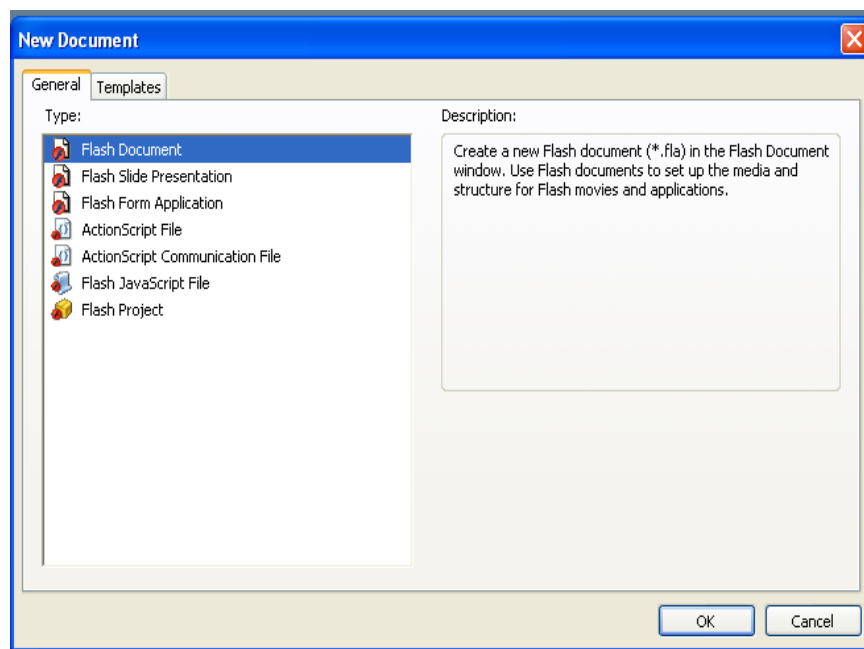 New Document
General
Templates
Type:
Flash Document
Flash Slide Presentation
Flash Form Application
ActionScript File
ActionScript Communication File
Flash JavaScript File
Flash Project
Description:
Create a new Flash document (*.fla) in the Flash Document
window. Use Flash documents to set up the media and
structure for Flash movies and applications.
OK
Cancel